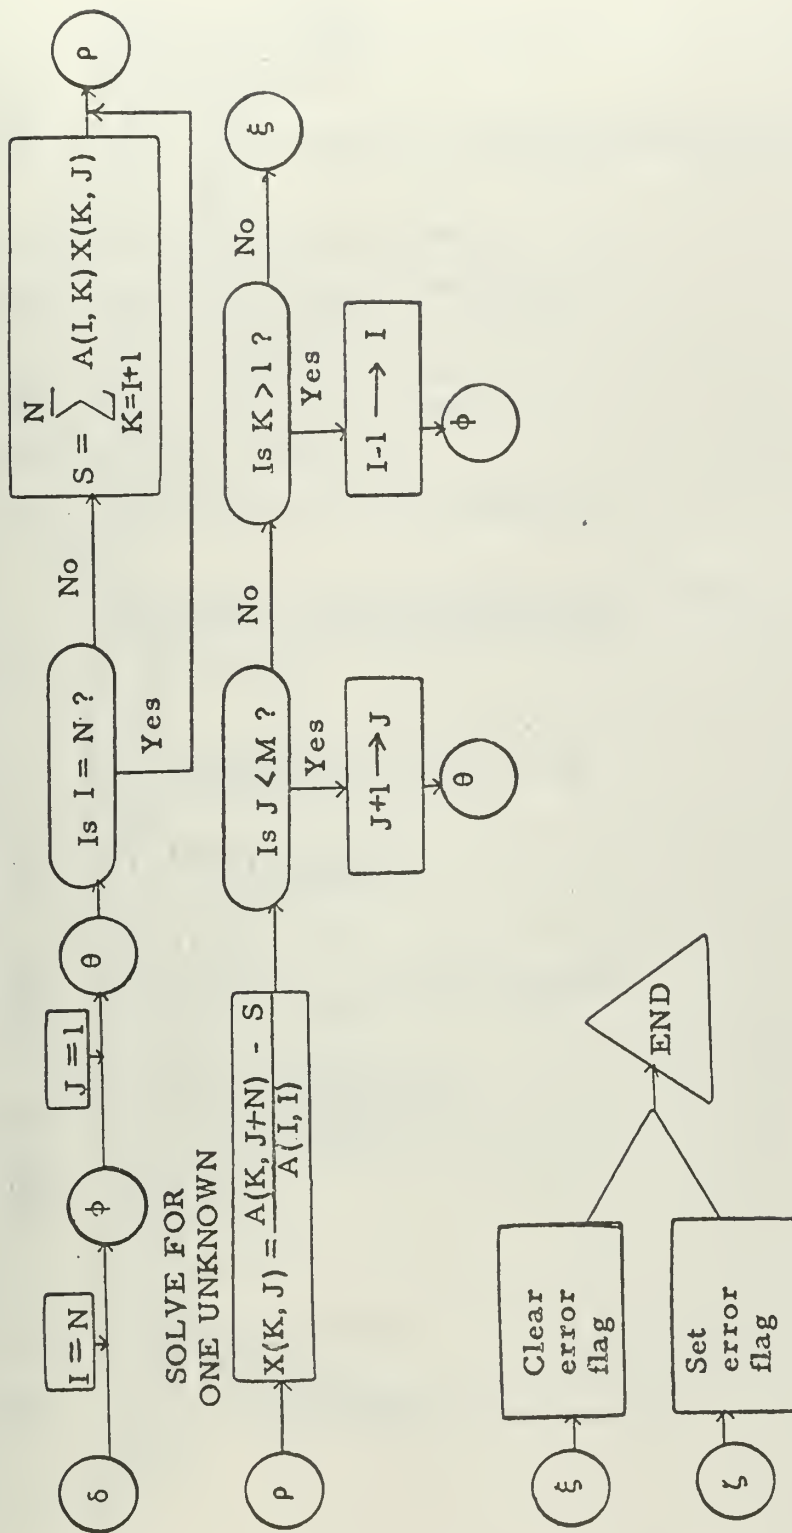 δ
I = N
φ
J = 1
θ
Is I = N ?
No
Yes
N
S = ∑ A(I, K) X(K, J)
K=I+1
ρ
SOLVE FOR
ONE UNKNOWN
ρ
X(K, J) = A(K, J+N) - S
A(I, I)
Is J < M ?
No
Yes
J+1 → J
θ
Is K > 1 ?
No
Yes
I-1 → I
φ
ξ
ξ
Clear
error
flag
ζ
Set
error
flag
END